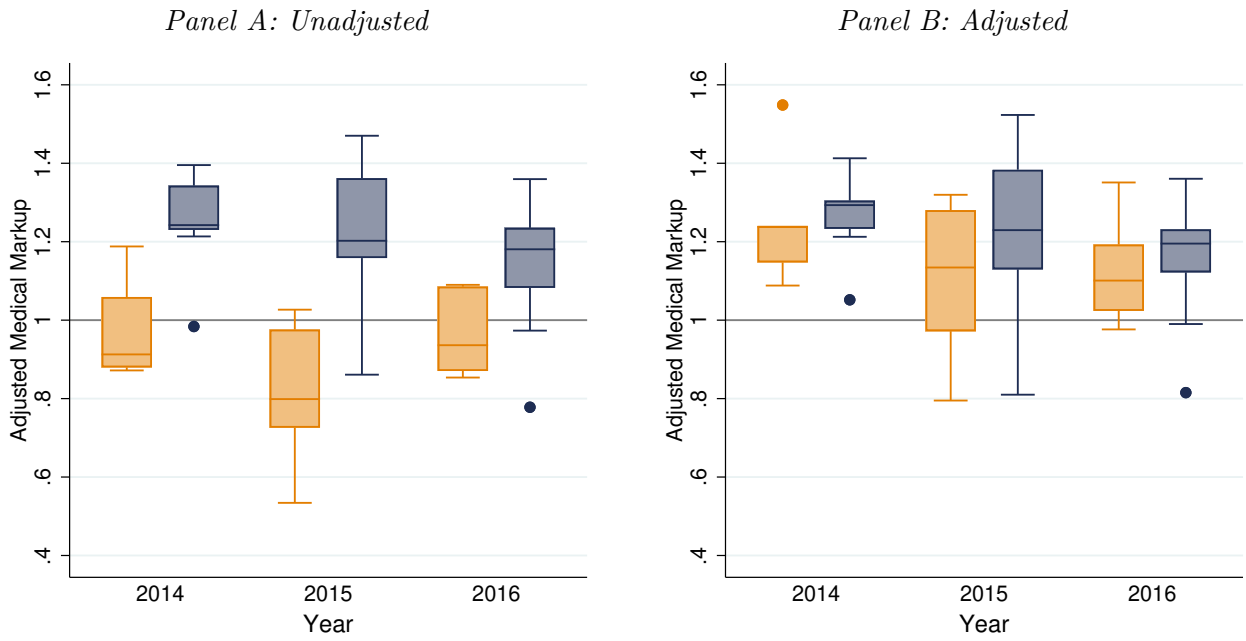 Panel A: Unadjusted
Adjusted Medical Markup
1.6
1.4
1.2
1
.8
.6
.4
2014 2015 2016
Year
Panel B: Adjusted
Adjusted Medical Markup
1.6
1.4
1.2
1
.8
.6
.4
2014 2015 2016
Year